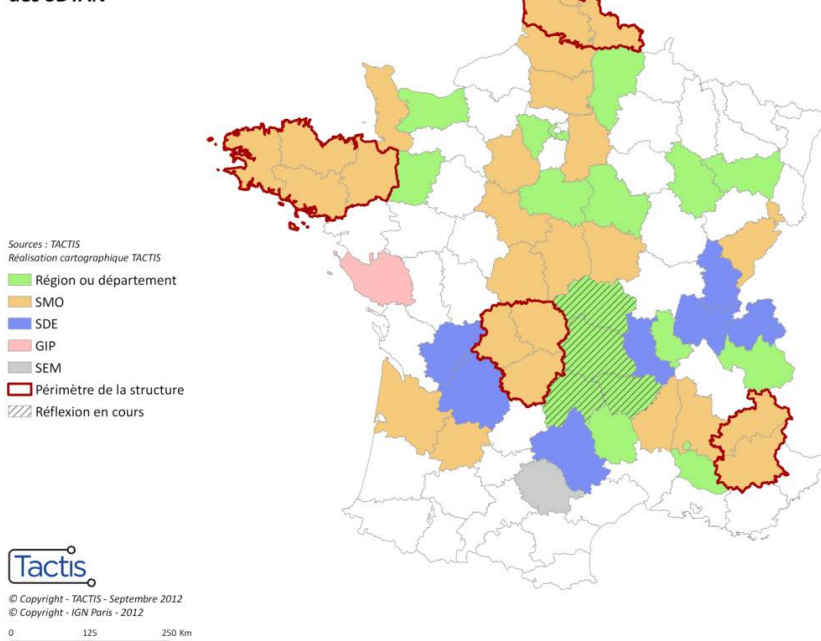 des SDTAN
Sources : TACTIS
Réalisation cartographique TACTIS
Région ou département
SMO
SDE
GIP
SEM
Périmètre de la structure
Réflexion en cours
Tactis
© Copyright - TACTIS - Septembre 2012
© Copyright - IGN Paris - 2012
0 125 250 Km